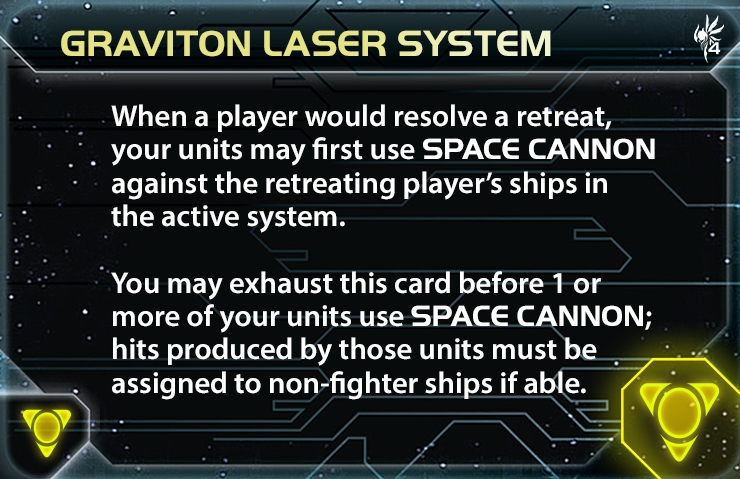 GRAVITON LASER SYSTEM
4
When a player would resolve a retreat,
your units may first use SPACE CANNON
against the retreating player’s ships in
the active system.
You may exhaust this card before 1 or
more of your units use SPACE CANNON;
hits produced by those units must be
assigned to non-fighter ships if able.